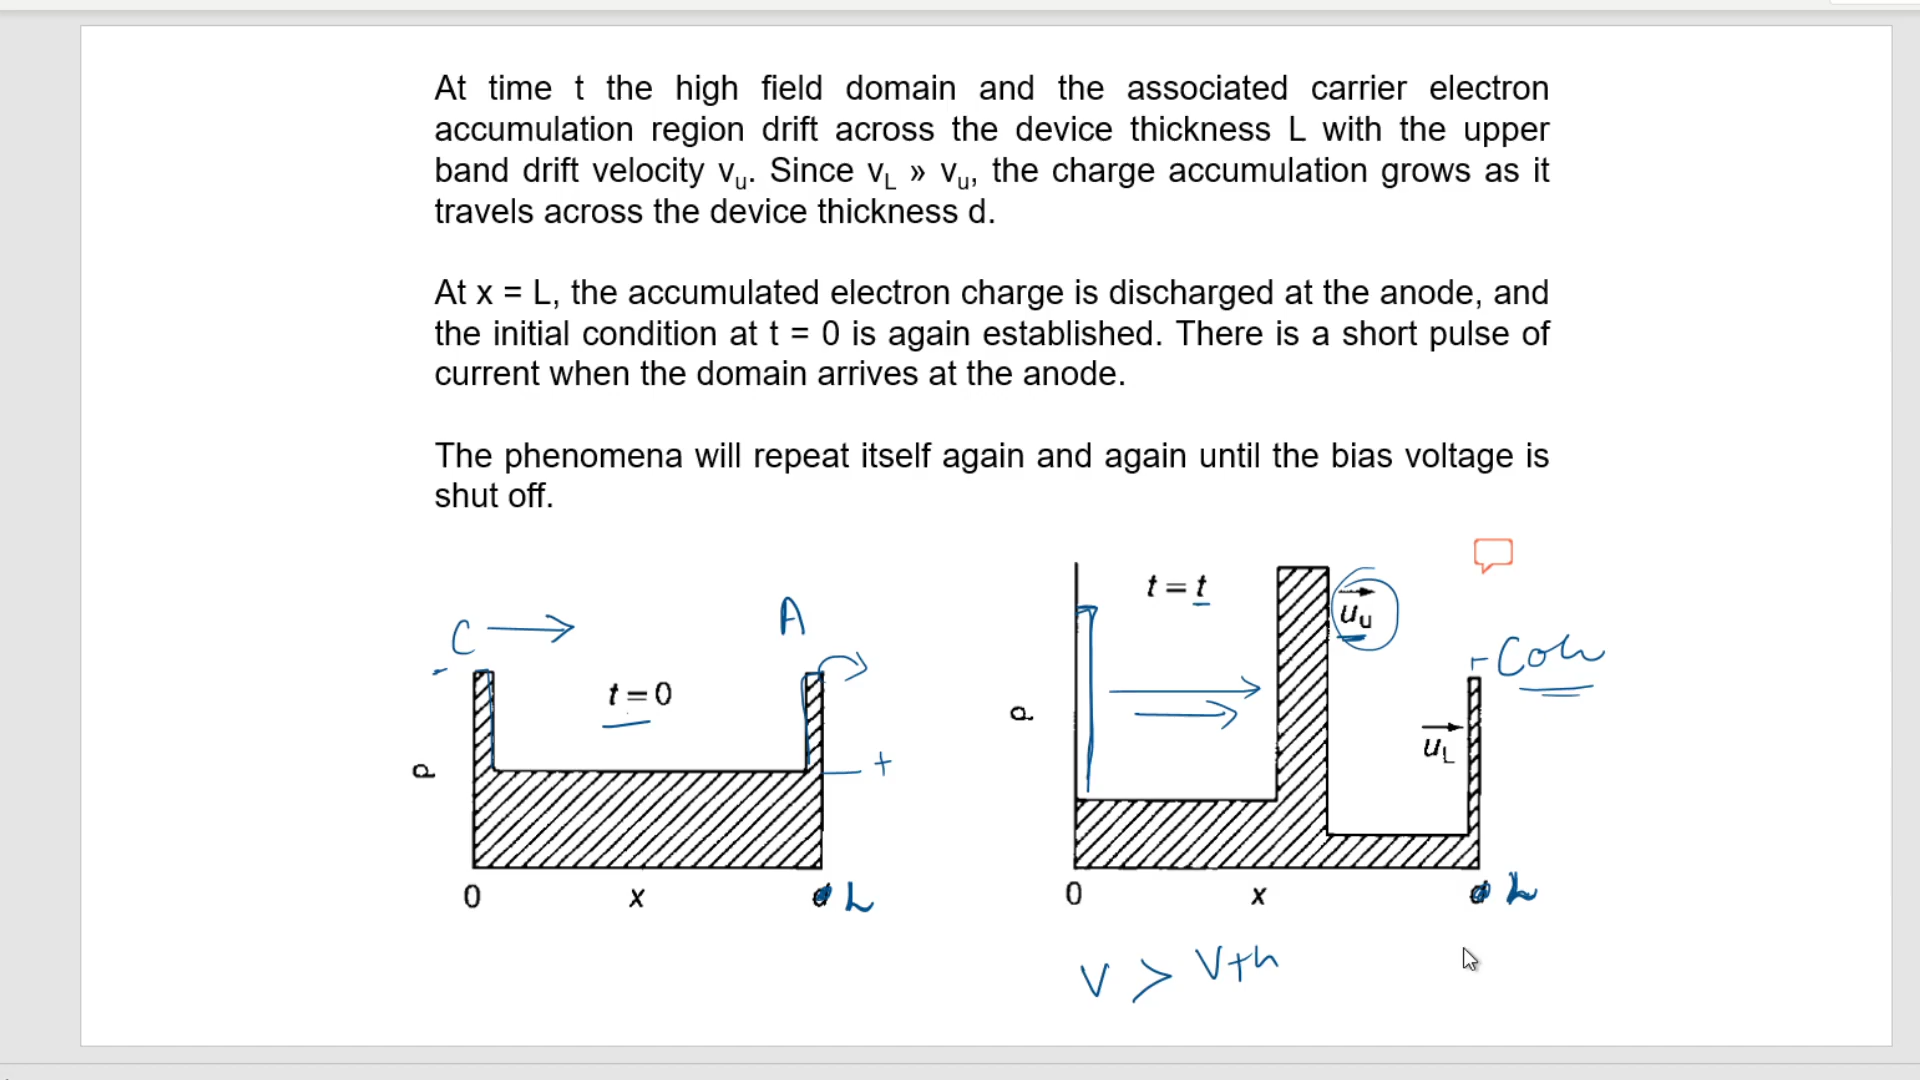 At time t the high field domain and the associated carrier electron
accumulation region drift across the device thickness L with the upper
band drift velocity vᵤ. Since v_L » vᵤ, the charge accumulation grows as it
travels across the device thickness d.
At x = L, the accumulated electron charge is discharged at the anode, and
the initial condition at t = 0 is again established. There is a short pulse of
current when the domain arrives at the anode.
The phenomena will repeat itself again and again until the bias voltage is
shut off.
C A
- t = 0
ρ +
0 x L
t = t
uᵤ
ρ
u_L
0 x L
V > Vth